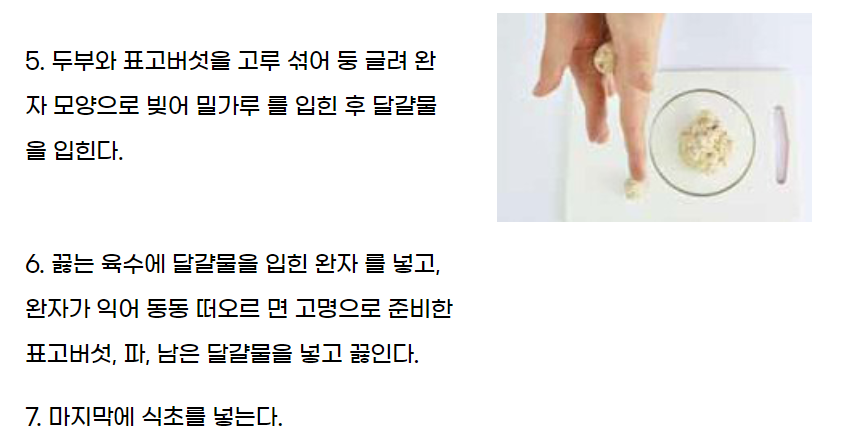 5. 두부와 표고버섯을 고루 섞어 둥 글려 완
자 모양으로 빚어 밀가루 를 입힌 후 달걀물
을 입힌다.
6. 끓는 육수에 달걀물을 입힌 완자 를 넣고,
완자가 익어 동동 떠오르 면 고명으로 준비한
표고버섯, 파, 남은 달걀물을 넣고 끓인다.
7. 마지막에 식초를 넣는다.